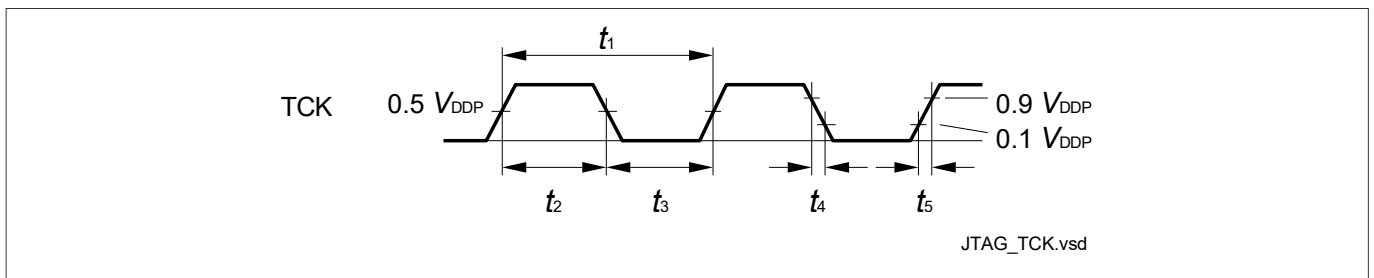 t1
TCK
0.5 VDDP
0.9 VDDP
0.1 VDDP
t2
t3
t4
t5
JTAG_TCK.vsd